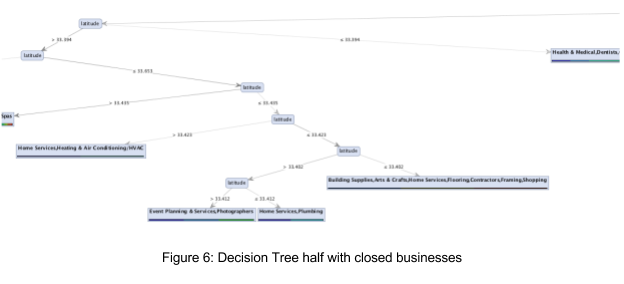 latitude
> 33.394
≤ 33.394
latitude
Health & Medical,Dentists,
≤ 33.653
latitude
> 33.435
≤ 33.435
Spas
latitude
> 33.423
≤ 33.423
Home Services,Heating & Air Conditioning/HVAC
latitude
> 33.402
≤ 33.402
latitude
Building Supplies,Arts & Crafts,Home Services,Flooring,Contractors,Framing,Shopping
> 33.412
≤ 33.412
Event Planning & Services,Photographers
Home Services,Plumbing
Figure 6: Decision Tree half with closed businesses